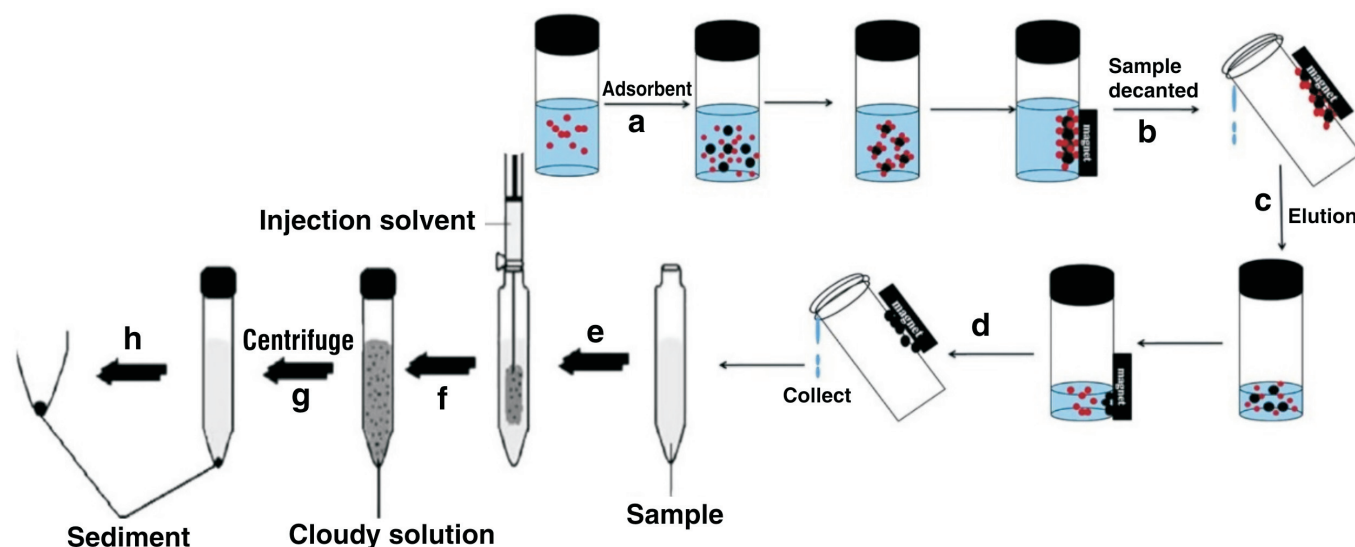 Adsorbent
a
magnet
Sample
decanted
b
magnet
c
Elution
Injection solvent
magnet
d
magnet
Collect
e
Sample
f
Cloudy solution
Centrifuge
g
h
Sediment